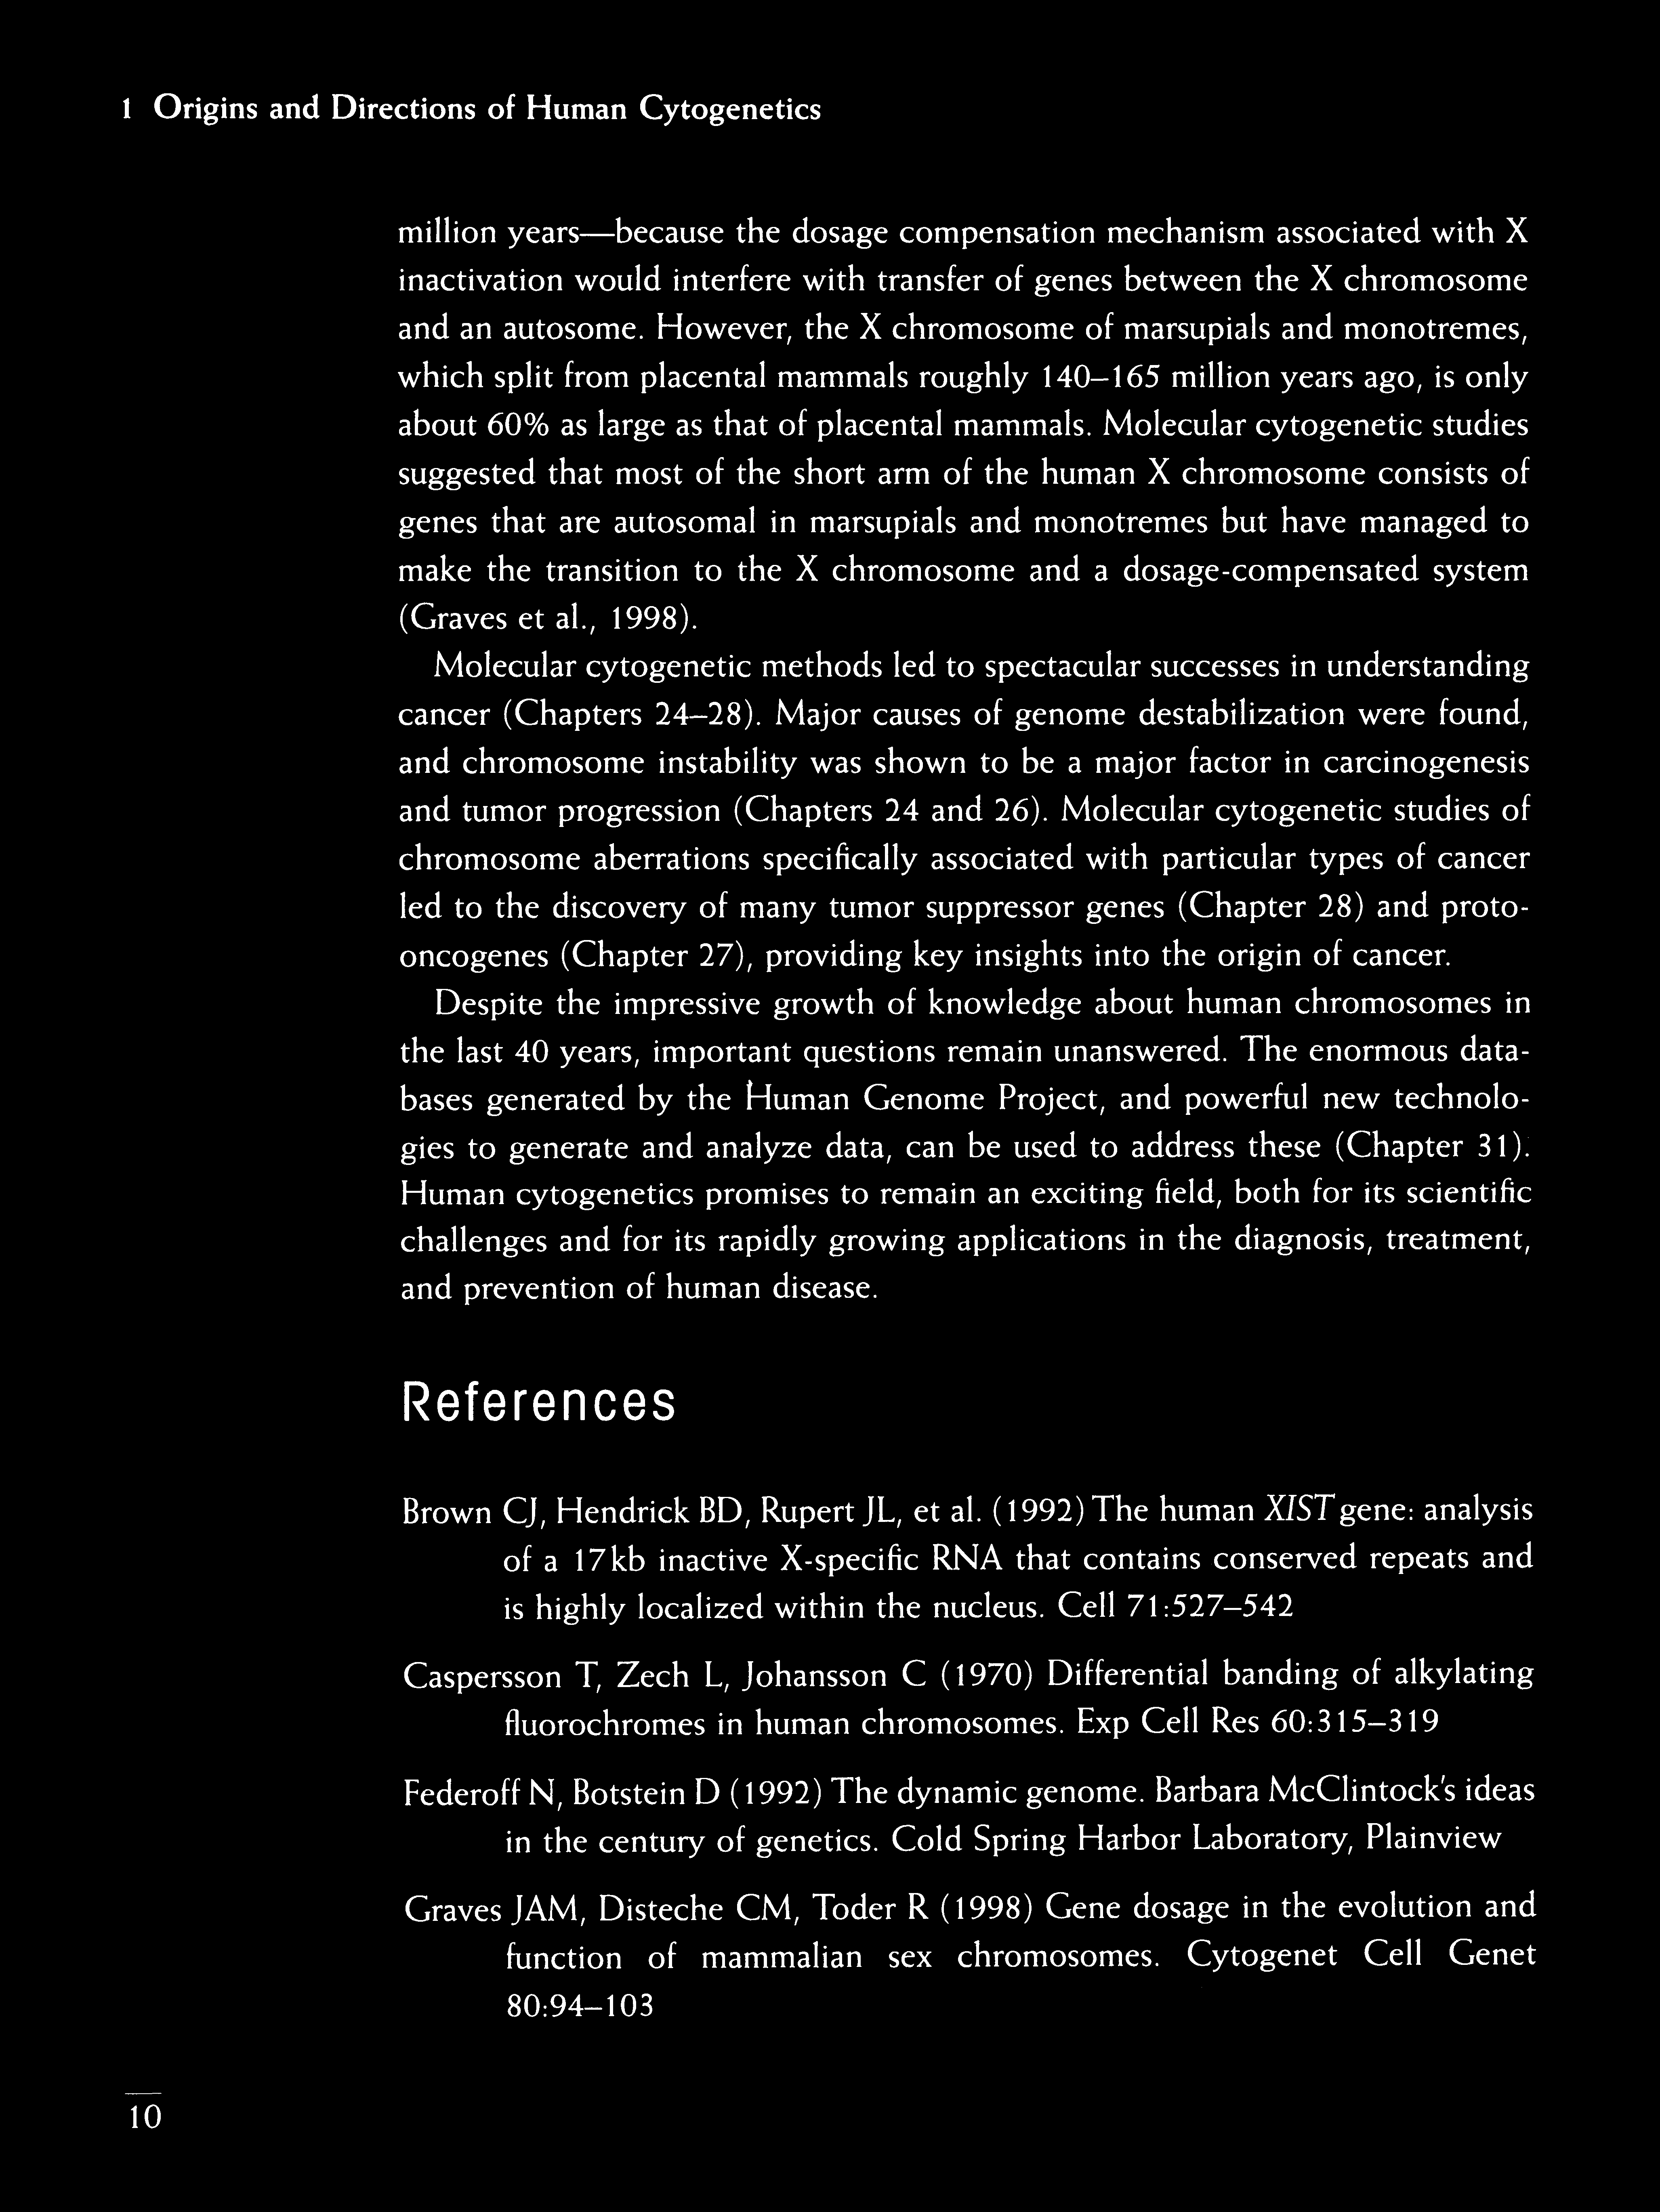 1 Origins and Directions of Human Cytogenetics
million years—because the dosage compensation mechanism associated with X
inactivation would interfere with transfer of genes between the X chromosome
and an autosome. However, the X chromosome of marsupials and monotremes,
which split from placental mammals roughly 140–165 million years ago, is only
about 60% as large as that of placental mammals. Molecular cytogenetic studies
suggested that most of the short arm of the human X chromosome consists of
genes that are autosomal in marsupials and monotremes but have managed to
make the transition to the X chromosome and a dosage-compensated system
(Graves et al., 1998).
Molecular cytogenetic methods led to spectacular successes in understanding
cancer (Chapters 24–28). Major causes of genome destabilization were found,
and chromosome instability was shown to be a major factor in carcinogenesis
and tumor progression (Chapters 24 and 26). Molecular cytogenetic studies of
chromosome aberrations specifically associated with particular types of cancer
led to the discovery of many tumor suppressor genes (Chapter 28) and proto-
oncogenes (Chapter 27), providing key insights into the origin of cancer.
Despite the impressive growth of knowledge about human chromosomes in
the last 40 years, important questions remain unanswered. The enormous data-
bases generated by the Human Genome Project, and powerful new technolo-
gies to generate and analyze data, can be used to address these (Chapter 31).
Human cytogenetics promises to remain an exciting field, both for its scientific
challenges and for its rapidly growing applications in the diagnosis, treatment,
and prevention of human disease.
References
Brown CJ, Hendrick BD, Rupert JL, et al. (1992) The human XIST gene: analysis
of a 17kb inactive X-specific RNA that contains conserved repeats and
is highly localized within the nucleus. Cell 71:527–542
Caspersson T, Zech L, Johansson C (1970) Differential banding of alkylating
fluorochromes in human chromosomes. Exp Cell Res 60:315–319
Federoff N, Botstein D (1992) The dynamic genome. Barbara McClintock's ideas
in the century of genetics. Cold Spring Harbor Laboratory, Plainview
Graves JAM, Disteche CM, Toder R (1998) Gene dosage in the evolution and
function of mammalian sex chromosomes. Cytogenet Cell Genet
80:94–103
10